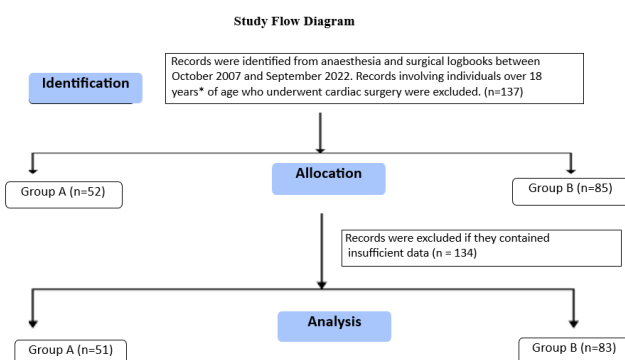 Study Flow Diagram
Identification
Records were identified from anaesthesia and surgical logbooks between
October 2007 and September 2022. Records involving individuals over 18
years* of age who underwent cardiac surgery were excluded. (n=137)
Group A (n=52)
Allocation
Group B (n=85)
Records were excluded if they contained
insufficient data (n = 134)
Analysis
Group A (n=51)
Group B (n=83)